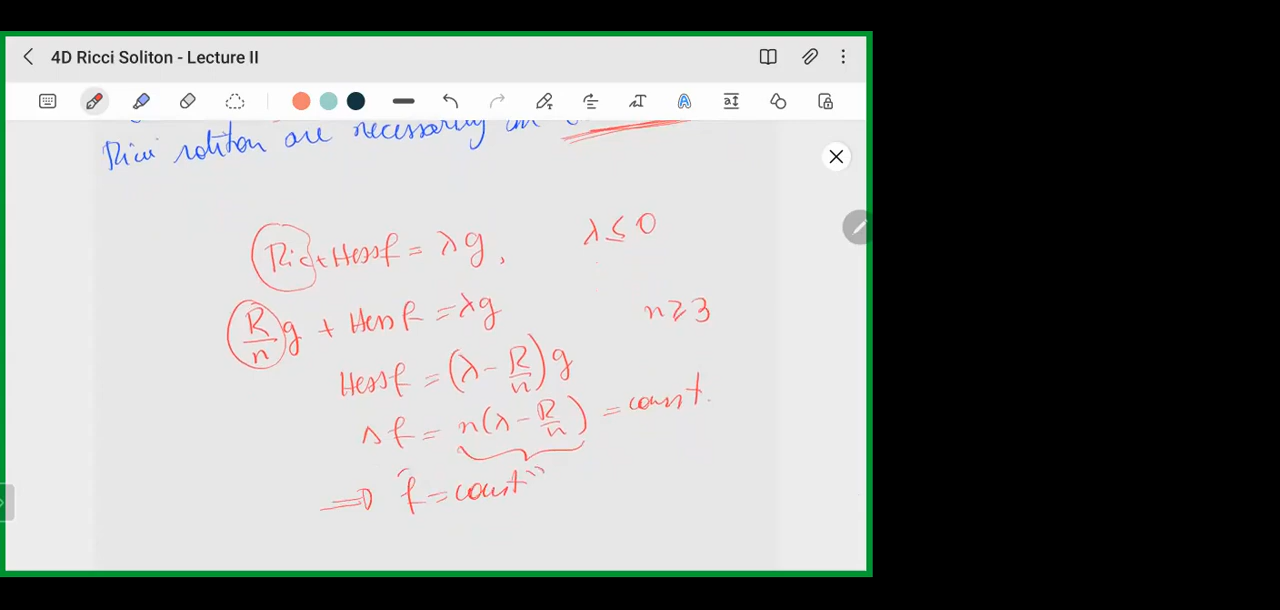 4D Ricci Soliton - Lecture II
Ricci soliton are necessarily
Ric + Hess f = λg, λ ≤ 0
R/n g + Hess f = λg n ≥ 3
Hess f = (λ - R/n) g
Δf = n(λ - R/n) = const.
⇒ "f = const"